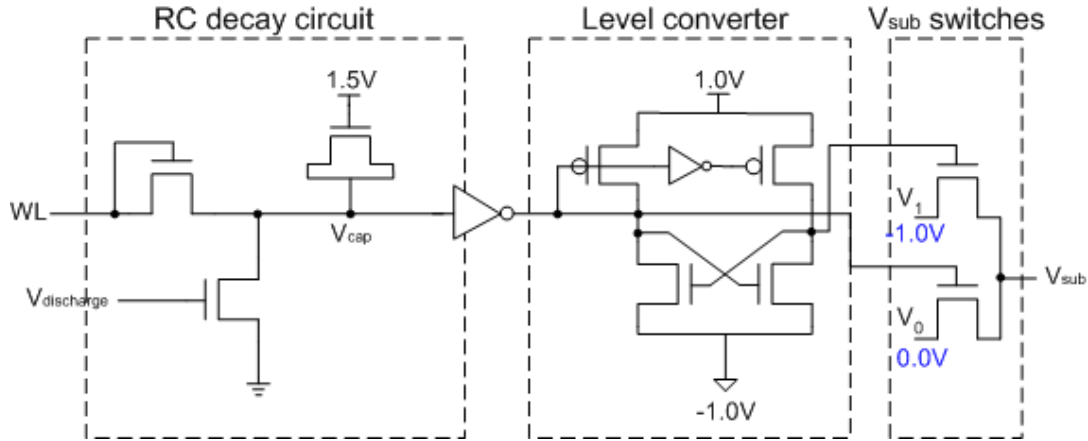 RC decay circuit
Level converter
Vsub switches
1.5V
1.0V
WL
Vcap
V1
-1.0V
Vdischarge
Vsub
V0
0.0V
-1.0V